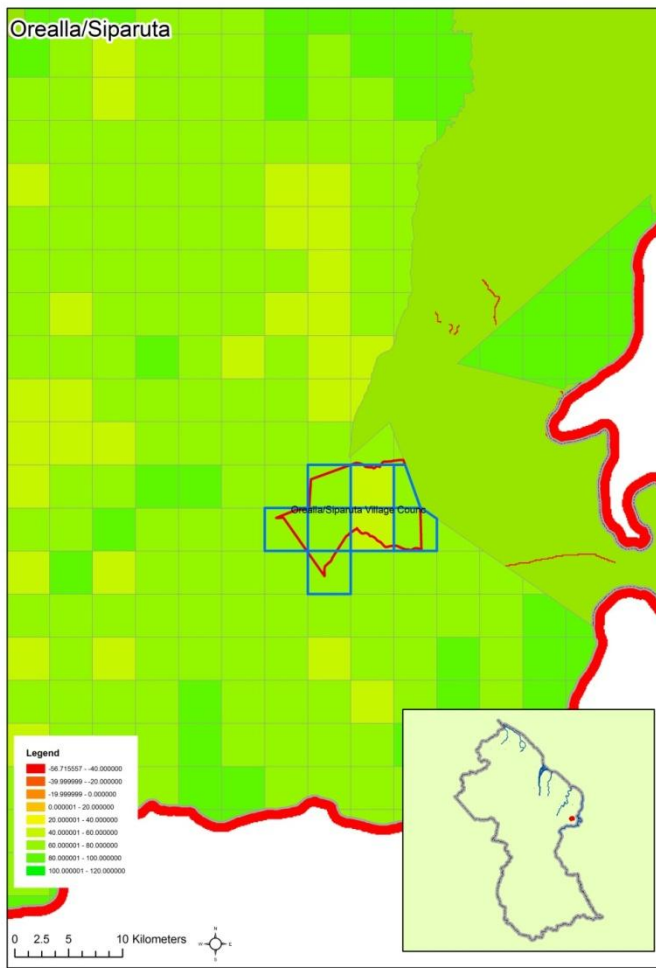 Orealla/Siparuta
Orealla/Siparuta Village Counc
Legend
-56.715557 - -40.000000
-39.999999 - -20.000000
-19.999999 - 0.000000
0.000001 - 20.000000
20.000001 - 40.000000
40.000001 - 60.000000
60.000001 - 80.000000
80.000001 - 100.000000
100.000001 - 120.000000
0 2.5 5 10 Kilometers
N
W E
S